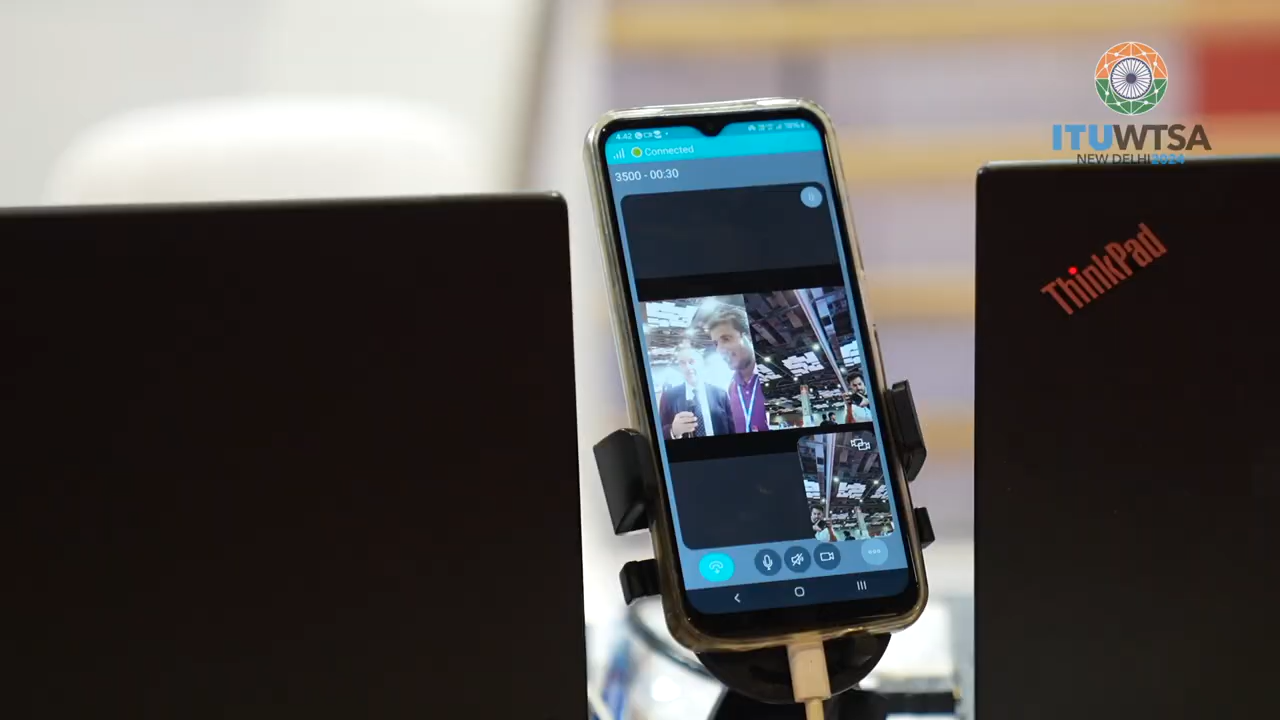 ITUWTSA
NEW DELHI 2024
4:42
Connected
3500 - 00:30
ThinkPad